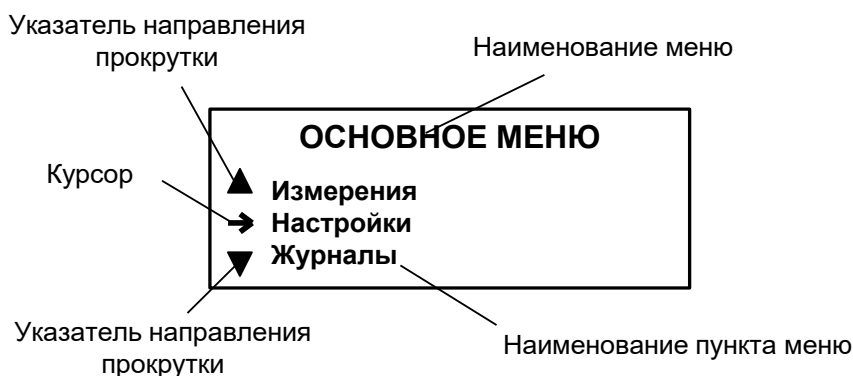 Указатель направления
прокрутки
Наименование меню
ОСНОВНОЕ МЕНЮ
Курсор
Измерения
Настройки
Журналы
Указатель направления
прокрутки
Наименование пункта меню